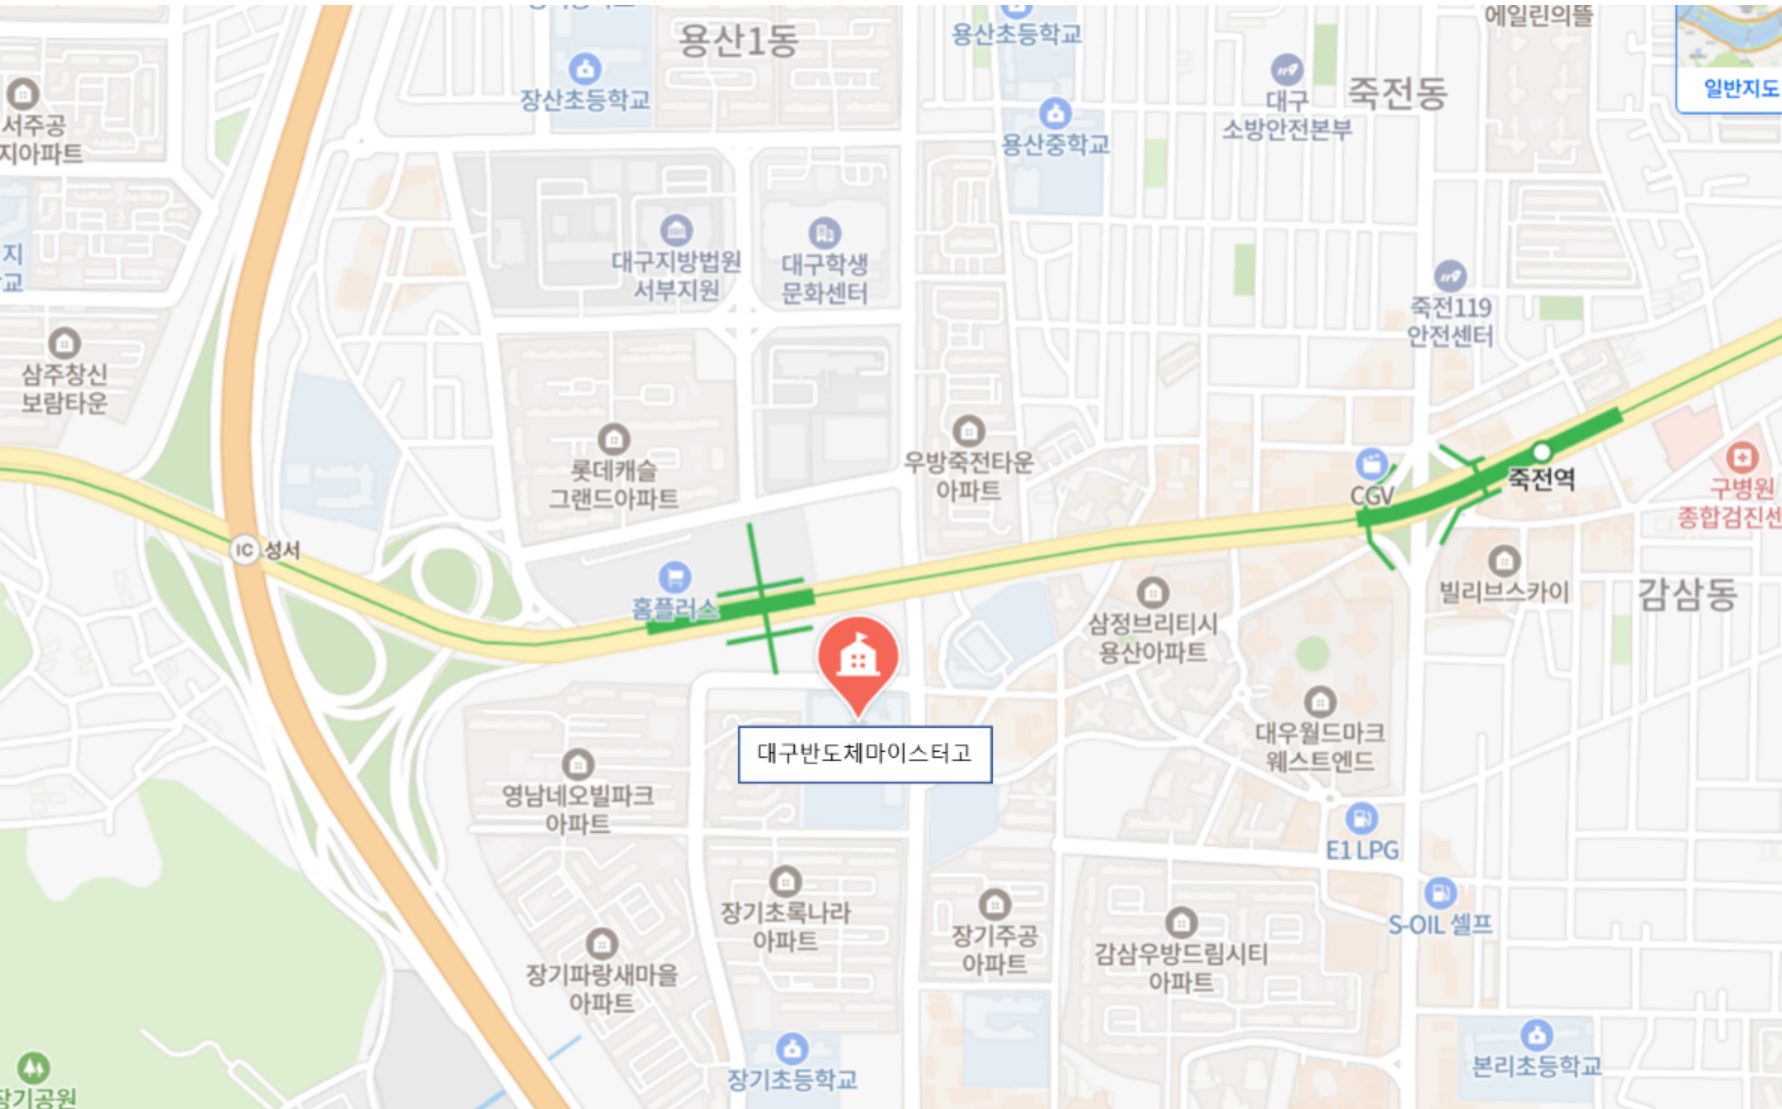 용산1동
용산초등학교
에일린의뜰
장산초등학교
대구
소방안전본부
죽전동
일반지도
서주공
지아파트
용산중학교
대구지방법원
서부지원
대구학생
문화센터
지
교
죽전119
안전센터
삼주창신
보람타운
롯데캐슬
그랜드아파트
우방죽전타운
아파트
CGV
죽전역
구병원
종합검진센
IC 성서
홈플러스
삼정브리티시
용산아파트
빌리브스카이
감삼동
대구반도체마이스터고
대우월드마크
웨스트엔드
영남네오빌파크
아파트
E1 LPG
장기초록나라
아파트
장기주공
아파트
S-OIL 셀프
감삼우방드림시티
아파트
장기파랑새마을
아파트
장기초등학교
본리초등학교
장기공원